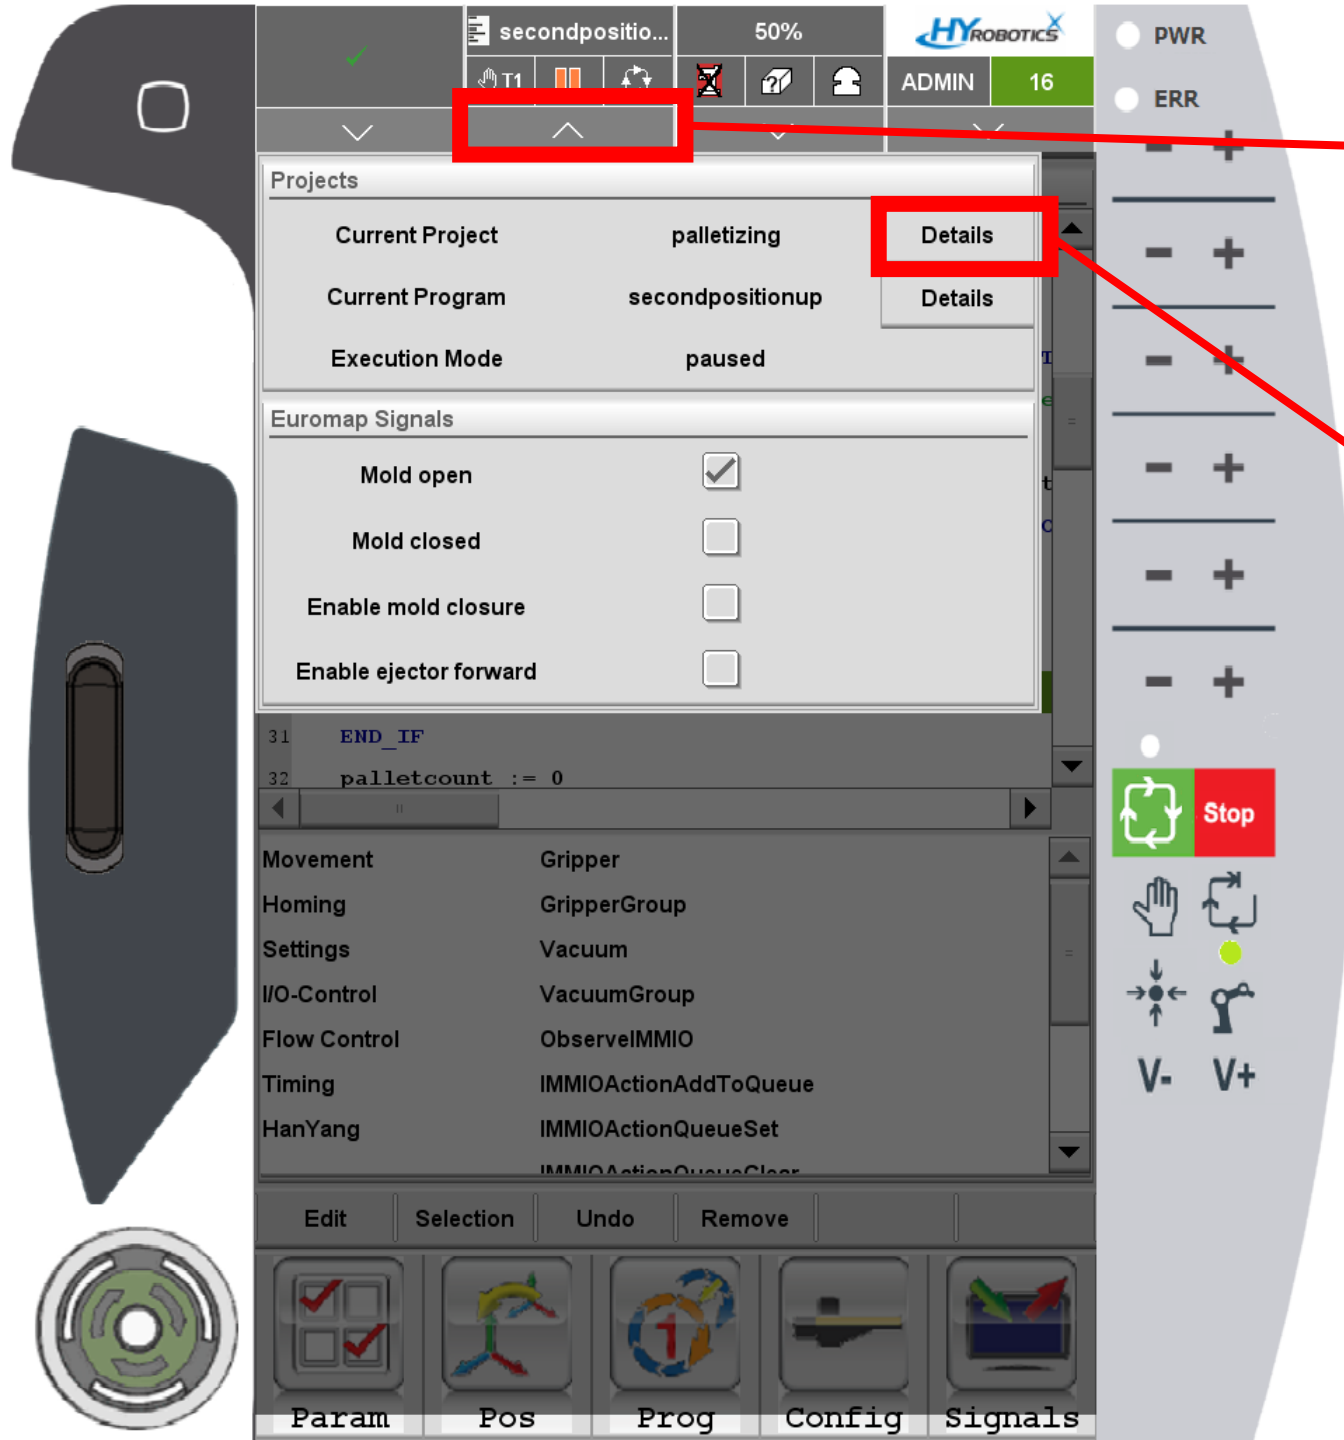 secondpositio...
50%
HYROBOTICS
PWR
T1
ADMIN
16
ERR
Projects
Current Project
palletizing
Details
Current Program
secondpositionup
Details
Execution Mode
paused
Euromap Signals
Mold open
Mold closed
Enable mold closure
Enable ejector forward
31 END_IF
32 palletcount := 0
Stop
Movement
Gripper
Homing
GripperGroup
Settings
Vacuum
I/O-Control
VacuumGroup
Flow Control
ObserveIMMIO
Timing
IMMIOActionAddToQueue
HanYang
IMMIOActionQueueSet
IMMIOActionQueueClear
V-
V+
Edit
Selection
Undo
Remove
1
Param
Pos
Prog
Config
Signals